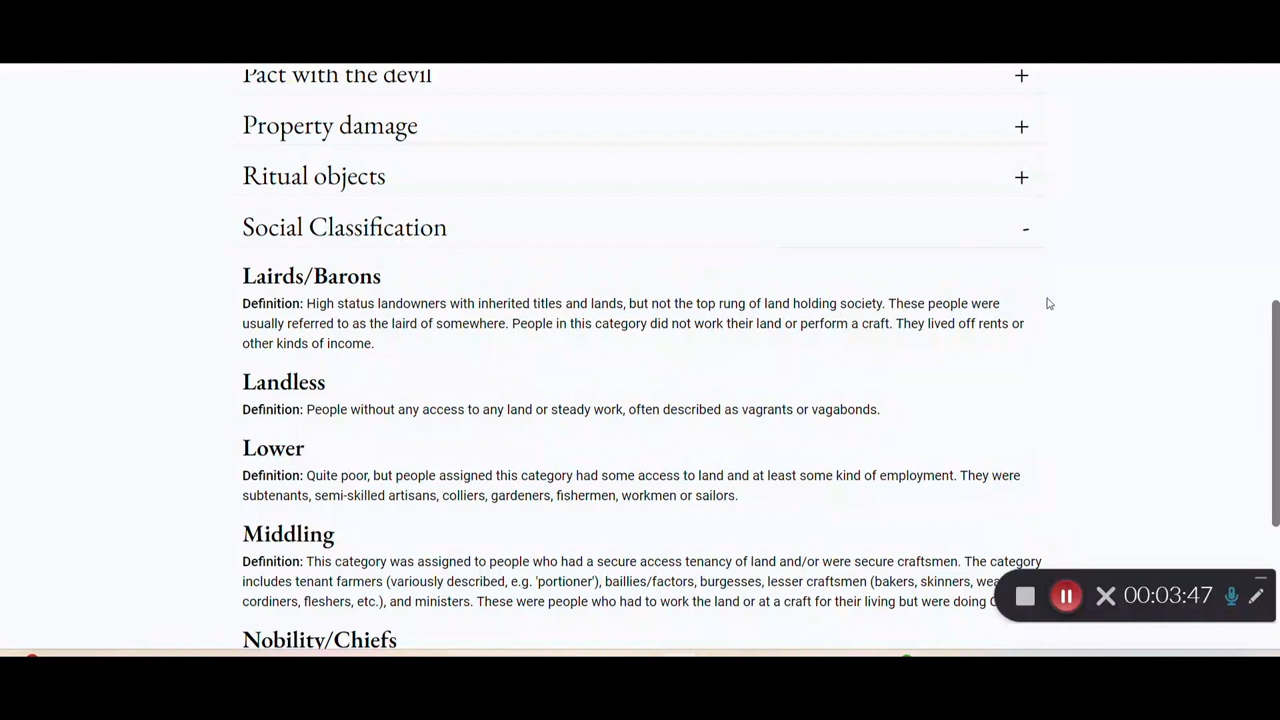 Pact with the devil
+
Property damage
+
Ritual objects
+
Social Classification
-
Lairds/Barons
Definition: High status landowners with inherited titles and lands, but not the top rung of land holding society. These people were
usually referred to as the laird of somewhere. People in this category did not work their land or perform a craft. They lived off rents or
other kinds of income.
Landless
Definition: People without any access to any land or steady work, often described as vagrants or vagabonds.
Lower
Definition: Quite poor, but people assigned this category had some access to land and at least some kind of employment. They were
subtenants, semi-skilled artisans, colliers, gardeners, fishermen, workmen or sailors.
Middling
Definition: This category was assigned to people who had a secure access tenancy of land and/or were secure craftsmen. The category
includes tenant farmers (variously described, e.g. 'portioner'), baillies/factors, burgesses, lesser craftsmen (bakers, skinners,
cordiners, fleshers, etc.), and ministers. These were people who had to work the land or at a craft for their living but were doing
00:03:47
Nobility/Chiefs